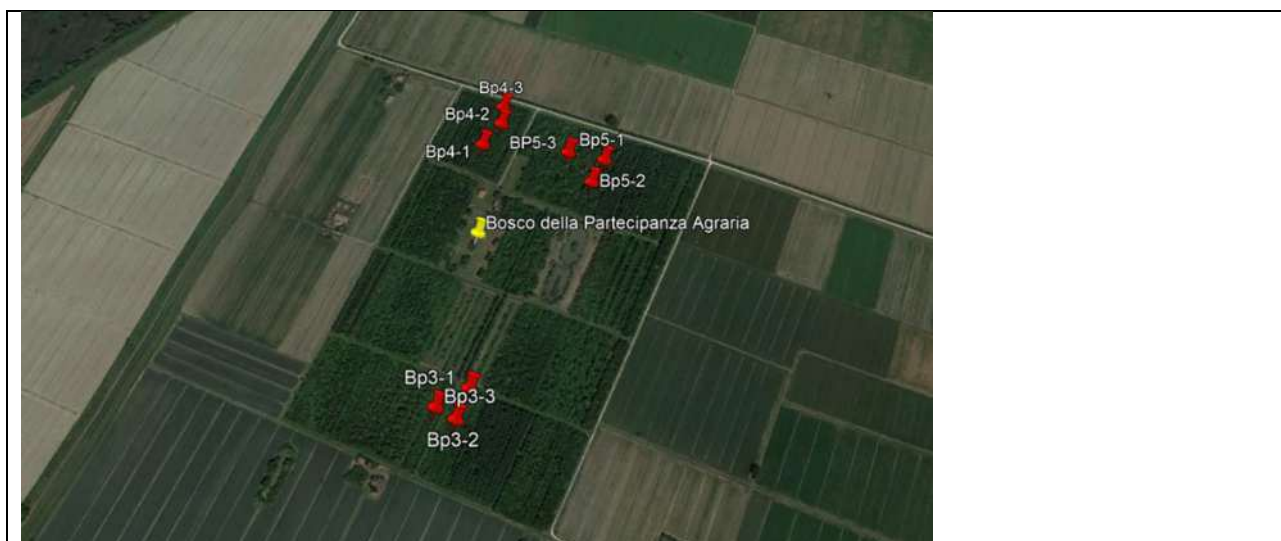 Bp4-3
Bp4-2
Bp4-1
BP5-3
Bp5-1
Bp5-2
Bosco della Partecipanza Agraria
Bp3-1
Bp3-3
Bp3-2